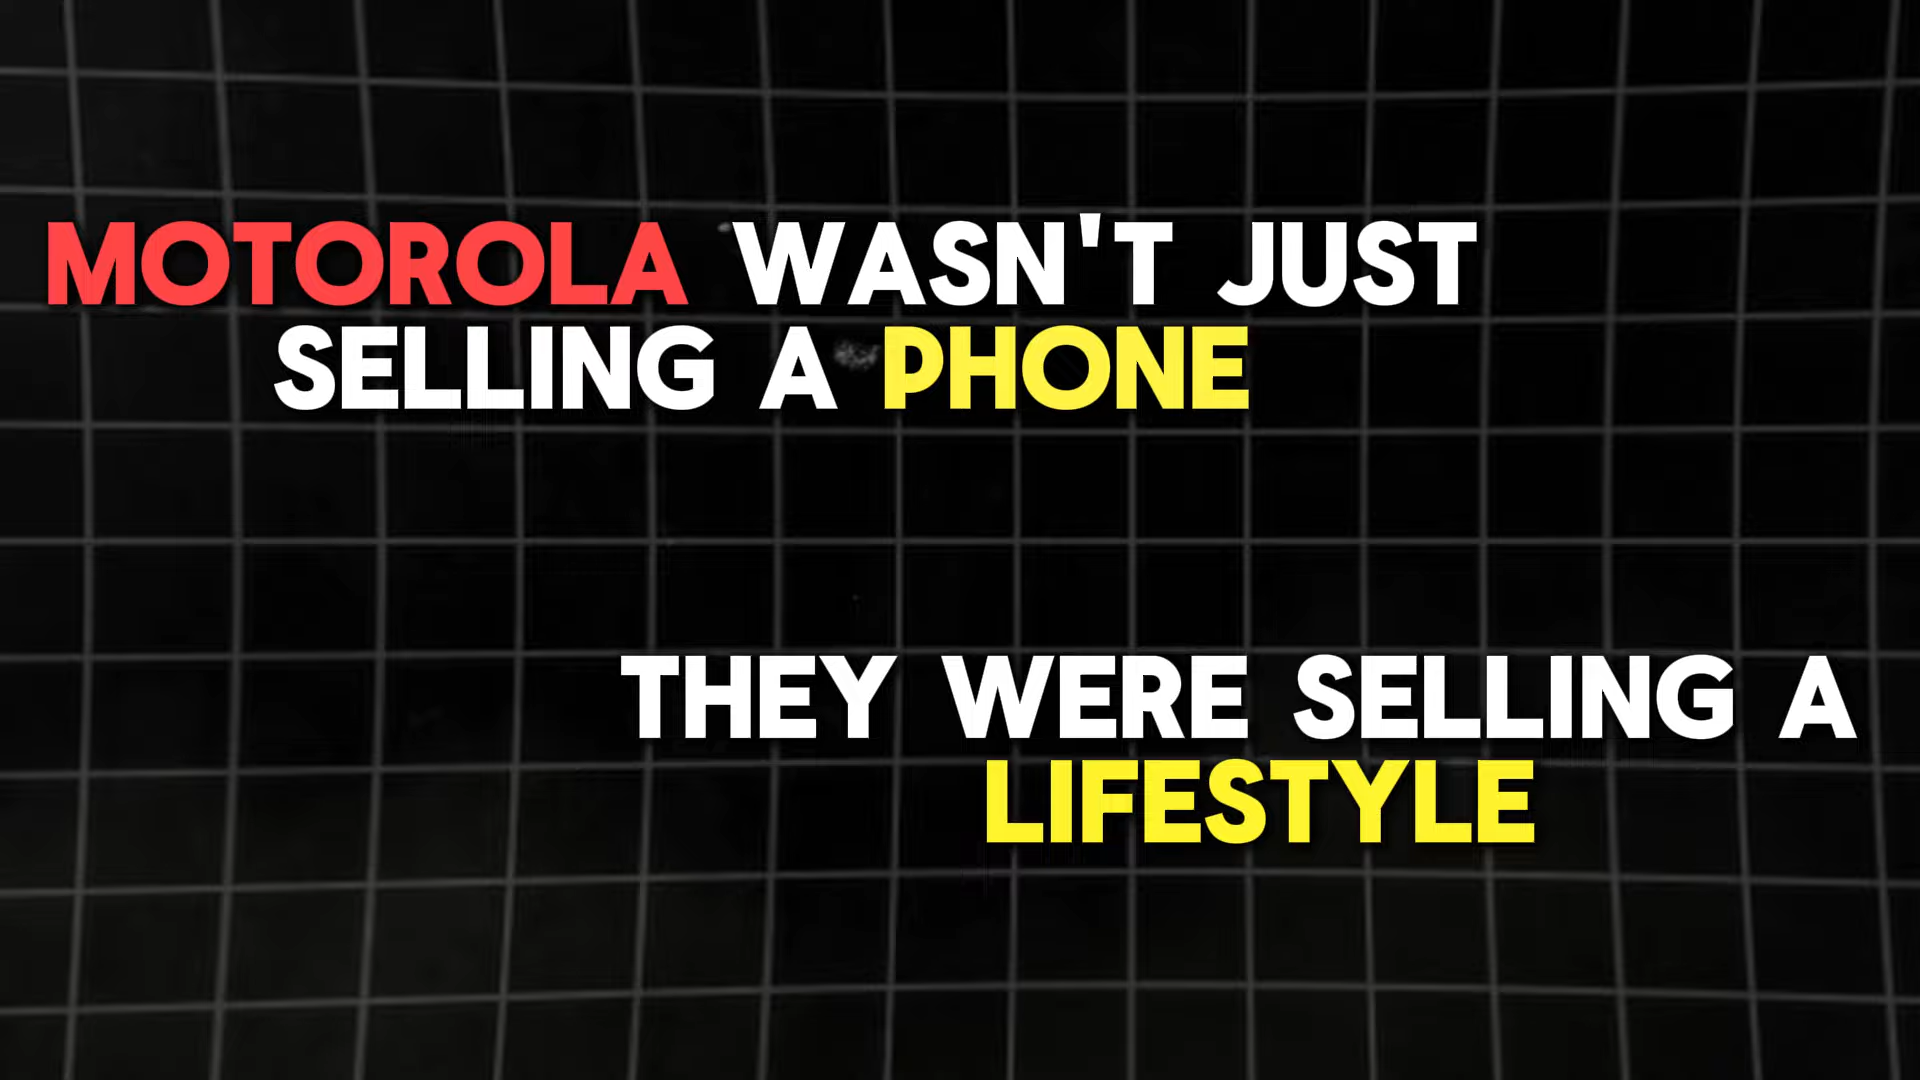 MOTOROLA WASN'T JUST
SELLING A PHONE
THEY WERE SELLING A
LIFESTYLE